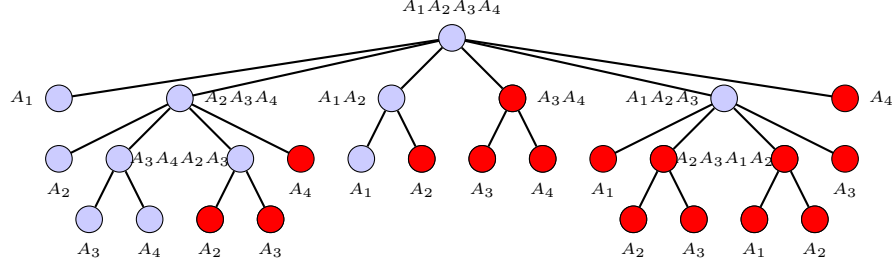 A₁A₂A₃A₄
A₁ A₂A₃A₄ A₁A₂ A₃A₄ A₁A₂A₃ A₄
A₂ A₃A₄ A₂A₃ A₄ A₁ A₂ A₃ A₄ A₁ A₂A₃ A₁A₂ A₃
A₃ A₄ A₂ A₃ A₂ A₃ A₁ A₂